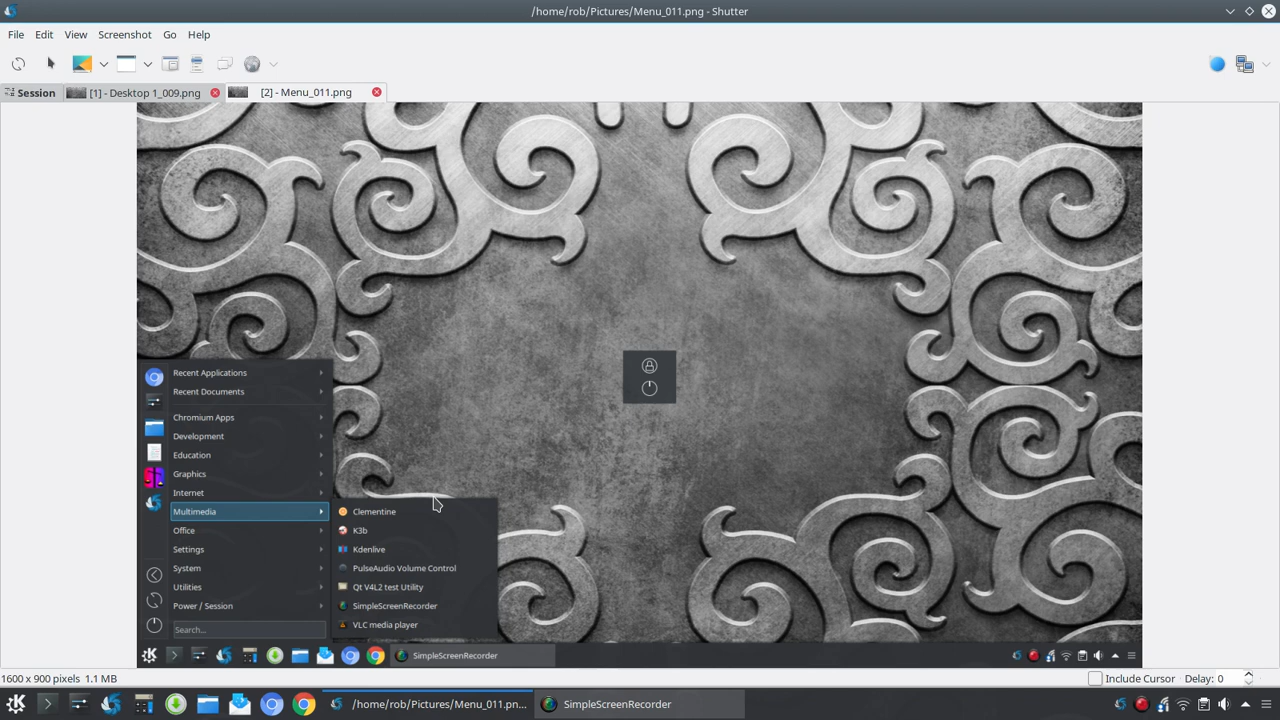 /home/rob/Pictures/Menu_011.png - Shutter
File Edit View Screenshot Go Help
Session [1] - Desktop 1_009.png [2] - Menu_011.png
Recent Applications
Recent Documents
Chromium Apps
Development
Education
Graphics
Internet
Multimedia
Office
Settings
System
Utilities
Power / Session
Search...
Clementine
K3b
Kdenlive
PulseAudio Volume Control
Qt V4L2 test Utility
SimpleScreenRecorder
VLC media player
SimpleScreenRecorder
1600 x 900 pixels 1.1 MB Include Cursor Delay: 0
/home/rob/Pictures/Menu_011.pn... SimpleScreenRecorder